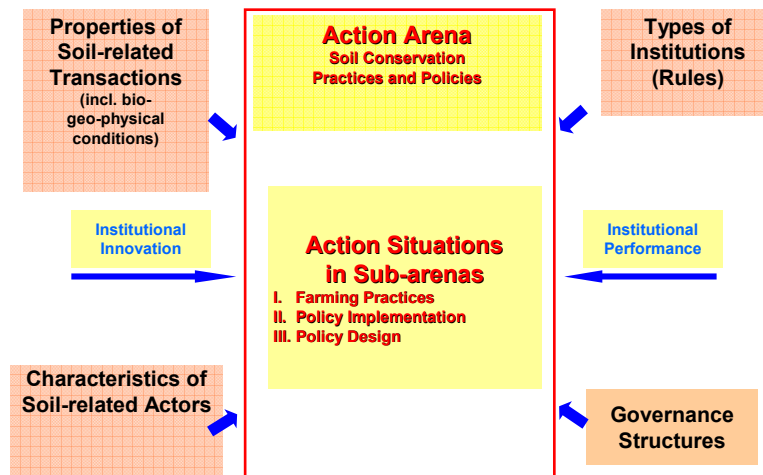 Properties of
Soil-related
Transactions
(incl. bio-
geo-physical
conditions)
Action Arena
Soil Conservation
Practices and Policies
Types of
Institutions
(Rules)
Institutional
Innovation
Action Situations
in Sub-arenas
I. Farming Practices
II. Policy Implementation
III. Policy Design
Institutional
Performance
Characteristics of
Soil-related Actors
Governance
Structures